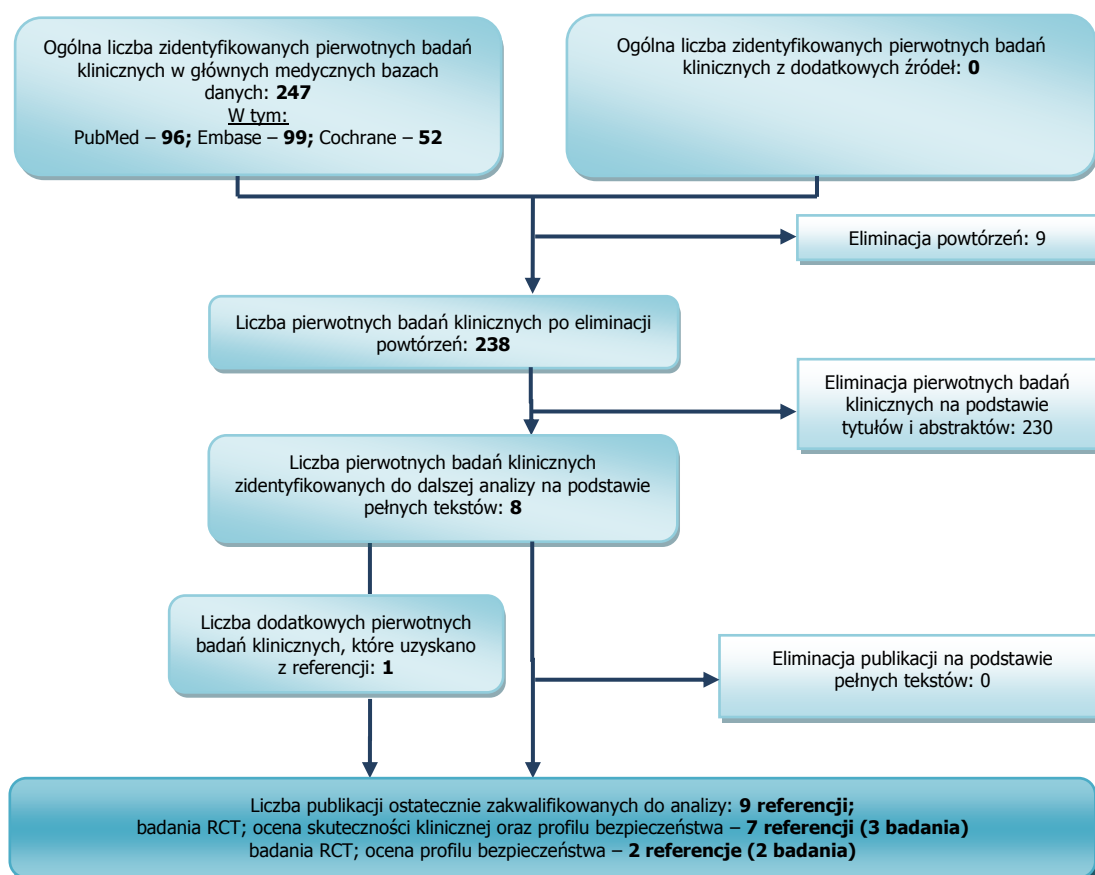 Ogólna liczba zidentyfikowanych pierwotnych badań
klinicznych w głównych medycznych bazach
danych: 247
W tym:
PubMed – 96; Embase – 99; Cochrane – 52
Ogólna liczba zidentyfikowanych pierwotnych badań
klinicznych z dodatkowych źródeł: 0
Eliminacja powtórzeń: 9
Liczba pierwotnych badań klinicznych po eliminacji
powtórzeń: 238
Eliminacja pierwotnych badań
klinicznych na podstawie
tytułów i abstraktów: 230
Liczba pierwotnych badań klinicznych
zidentyfikowanych do dalszej analizy na podstawie
pełnych tekstów: 8
Liczba dodatkowych pierwotnych
badań klinicznych, które uzyskano
z referencji: 1
Eliminacja publikacji na podstawie
pełnych tekstów: 0
Liczba publikacji ostatecznie zakwalifikowanych do analizy: 9 referencji;
badania RCT; ocena skuteczności klinicznej oraz profilu bezpieczeństwa – 7 referencji (3 badania)
badania RCT; ocena profilu bezpieczeństwa – 2 referencje (2 badania)